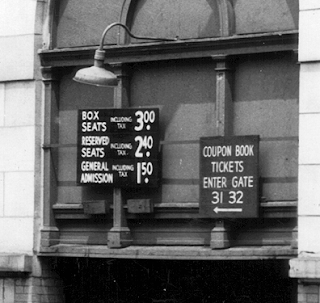 BOX SEATS INCLUDING TAX 3.00
RESERVED SEATS INCLUDING TAX 2.40
GENERAL ADMISSION INCLUDING TAX 1.50
COUPON BOOK
TICKETS
ENTER GATE
31 32